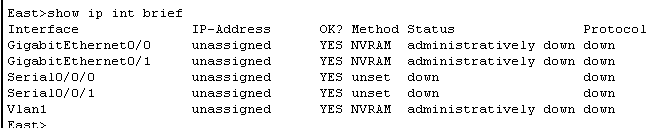 East>show ip int brief
Interface              IP-Address      OK? Method Status                Protocol
GigabitEthernet0/0     unassigned      YES NVRAM  administratively down down
GigabitEthernet0/1     unassigned      YES NVRAM  administratively down down
Serial0/0/0            unassigned      YES unset  down                  down
Serial0/0/1            unassigned      YES unset  down                  down
Vlan1                  unassigned      YES NVRAM  administratively down down
East>